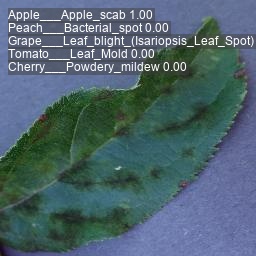 Apple___Apple_scab 1.00
Peach___Bacterial_spot 0.00
Grape___Leaf_blight_(Isariopsis_Leaf_Spot)
Tomato___Leaf_Mold 0.00
Cherry___Powdery_mildew 0.00